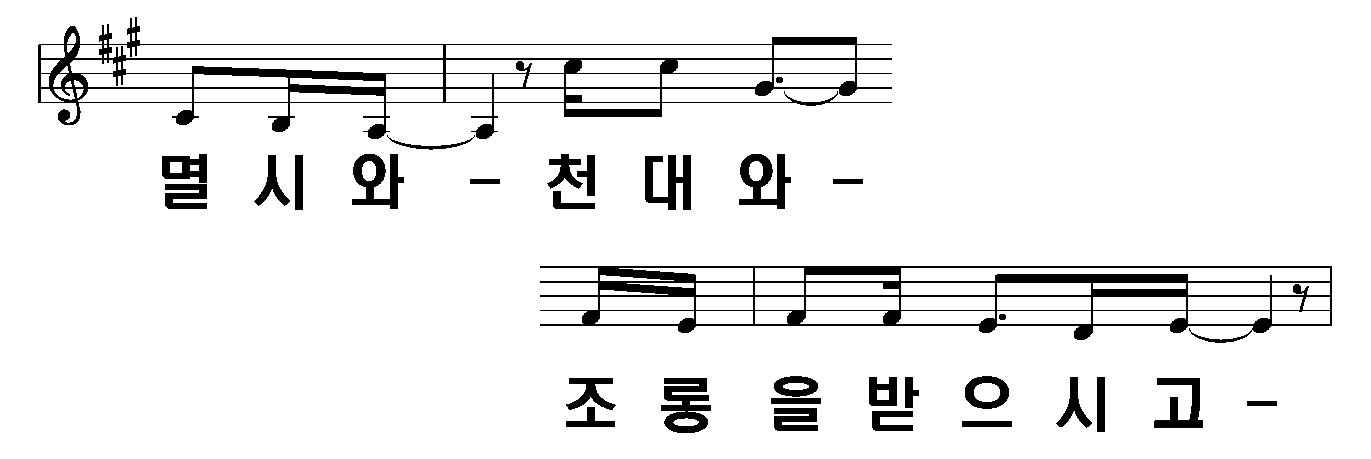 멸 시 와 - 천 대 와 -
조 롱 을 받 으 시 고 -